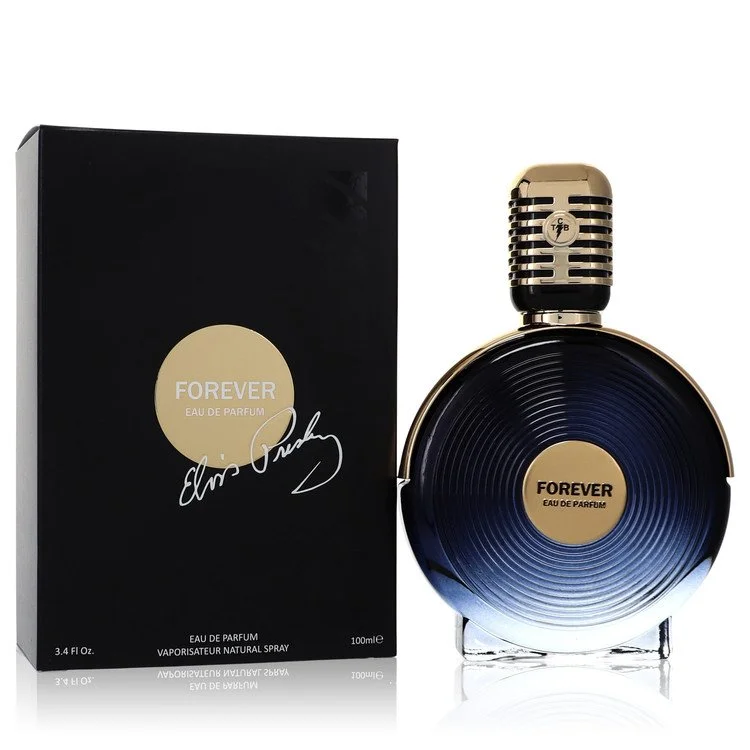 FOREVER
EAU DE PARFUM
Elvis Presley
3.4 Fl Oz.
EAU DE PARFUM
VAPORISATEUR NATURAL SPRAY
100ml℮
TCB
FOREVER
EAU DE PARFUM